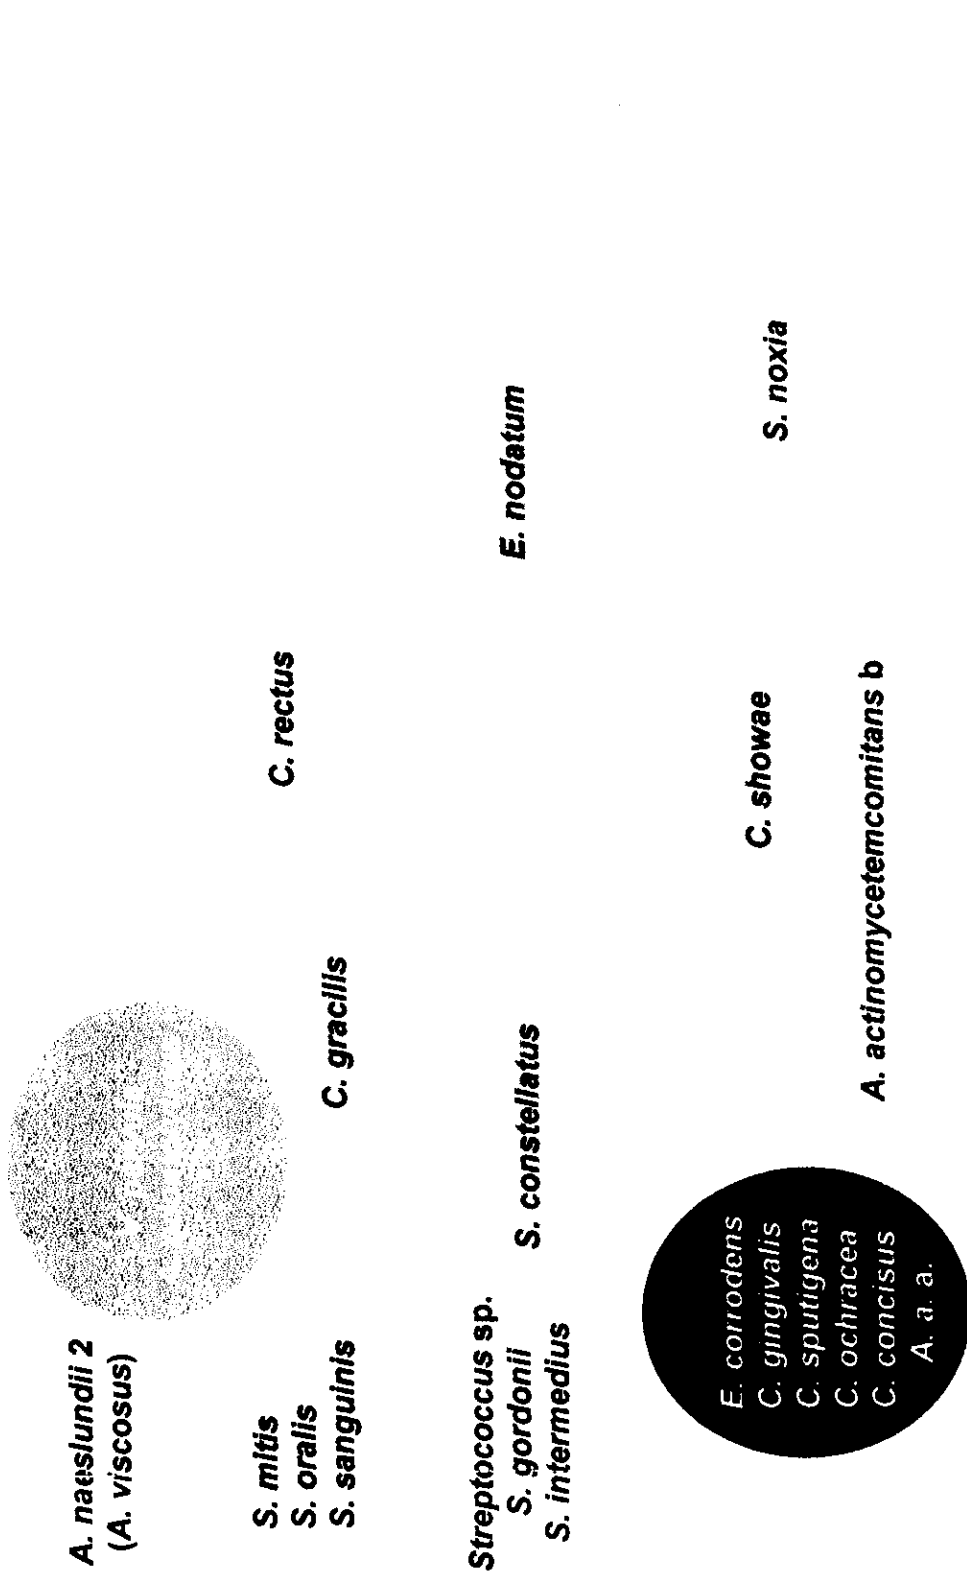 A. naeslundii 2
(A. viscosus)
S. mitis
S. oralis
S. sanguinis
C. gracilis
C. rectus
Streptococcus sp.
S. gordonii
S. intermedius
S. constellatus
E. nodatum
E. corrodens
C. gingivalis
C. sputigena
C. ochracea
C. concisus
A. a. a.
C. showae
S. noxia
A. actinomycetemcomitans b